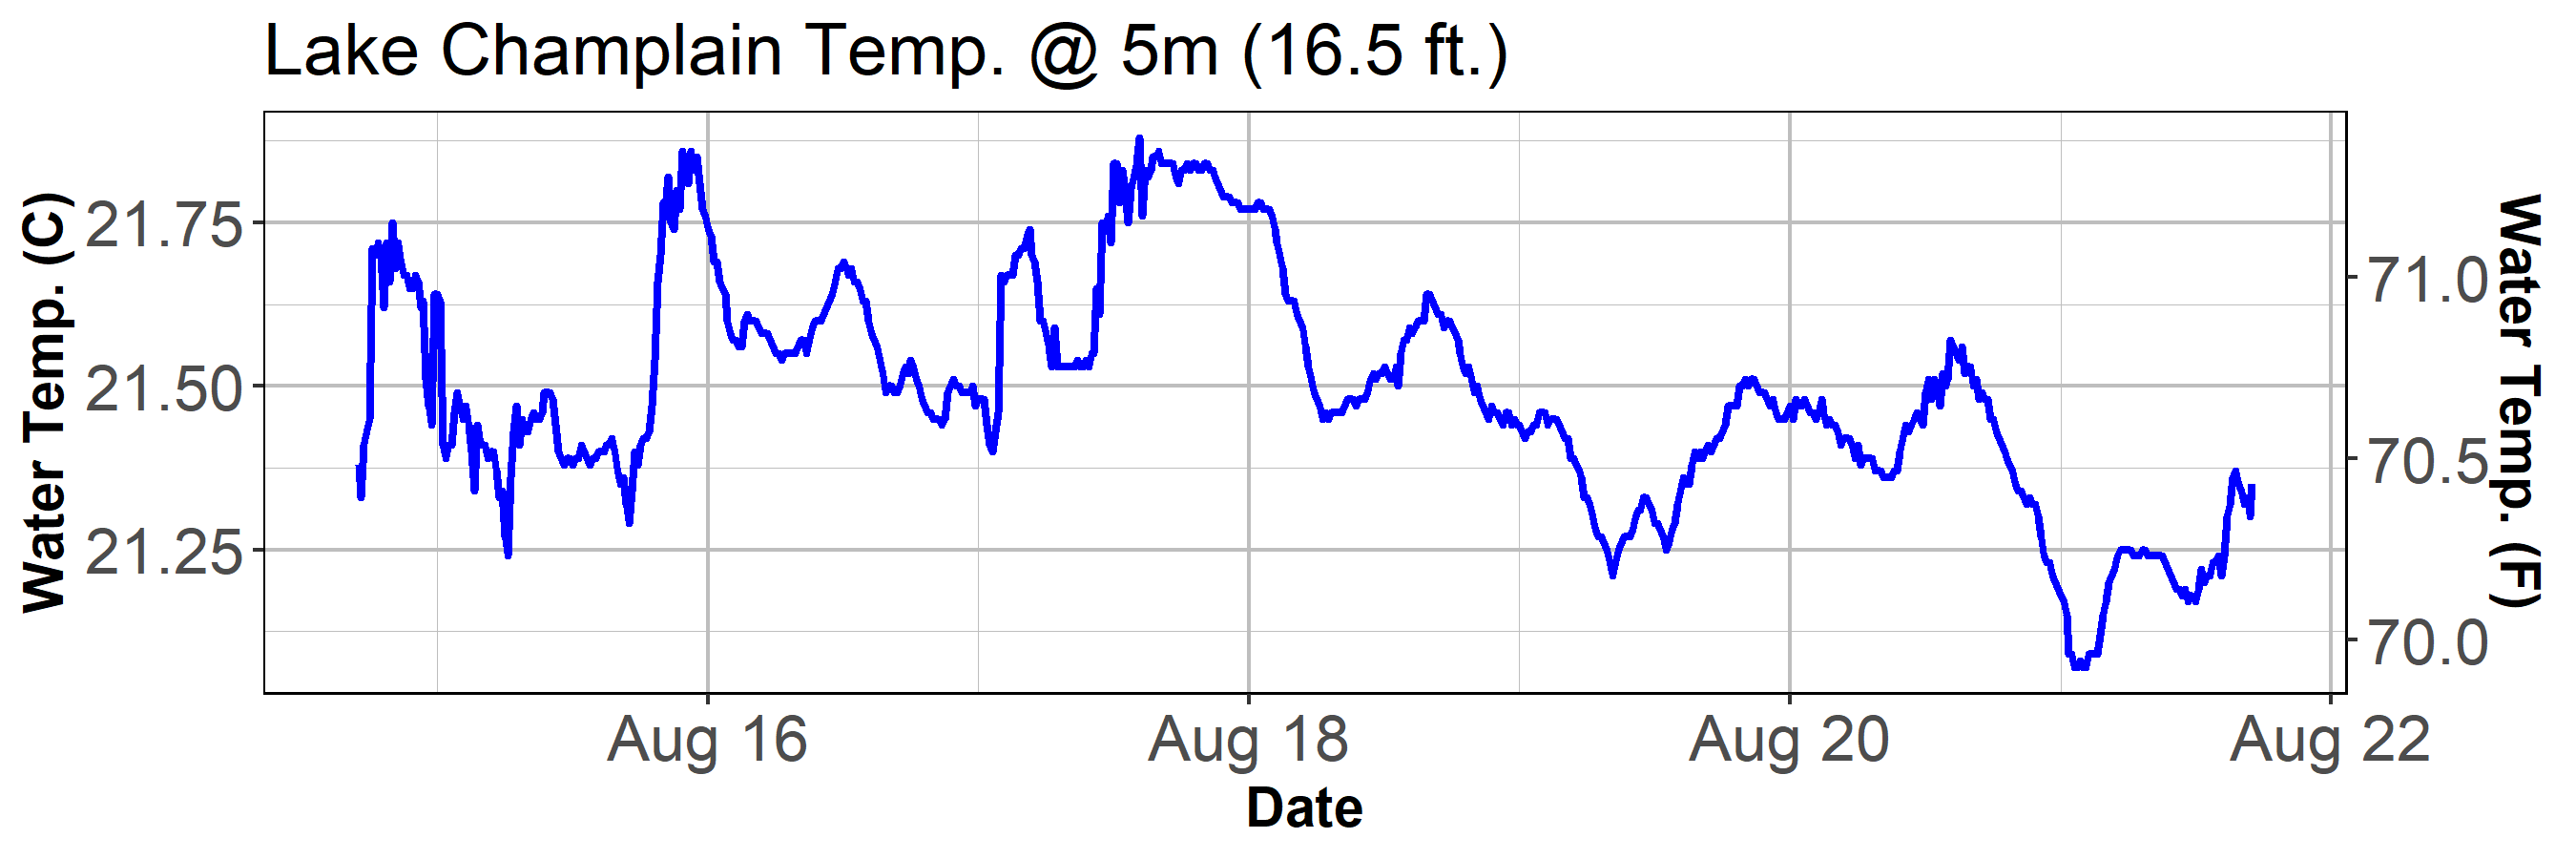 Lake Champlain Temp. @ 5m (16.5 ft.)
Water Temp. (C)
21.75
21.50
21.25
71.0
70.5
70.0
Water Temp. (F)
Aug 16
Aug 18
Aug 20
Aug 22
Date